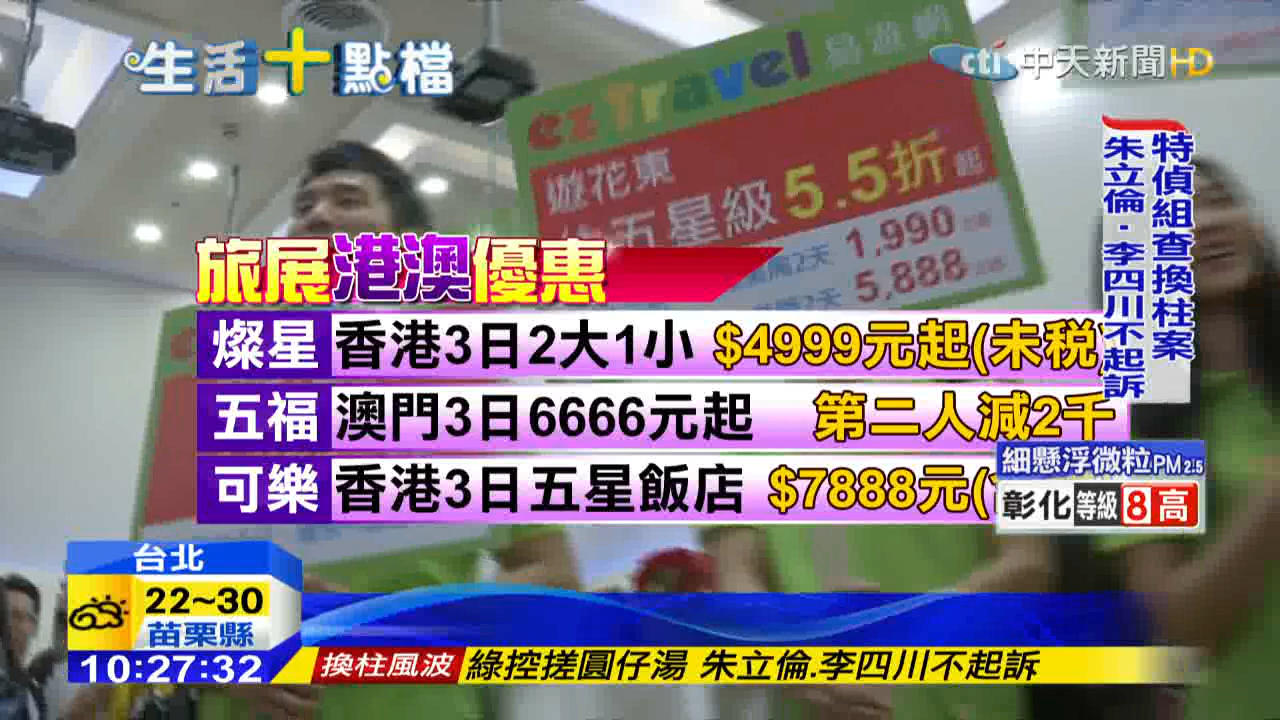 生活十點檔
cti 中天新聞HD
ez Travel
遊花東
五星級5.5折起
2天 1,990
2天 5,888
特偵組查換柱案
朱立倫．李四川不起訴
旅展港澳優惠
燦星 香港3日2大1小 $4999元起(未稅)
五福 澳門3日6666元起 第二人減2千
可樂 香港3日五星飯店 $7888元(
細懸浮微粒PM2.5
彰化 等級 8 高
台北
22~30
苗栗縣
10:27:32
換柱風波 綠控搓圓仔湯 朱立倫.李四川不起訴